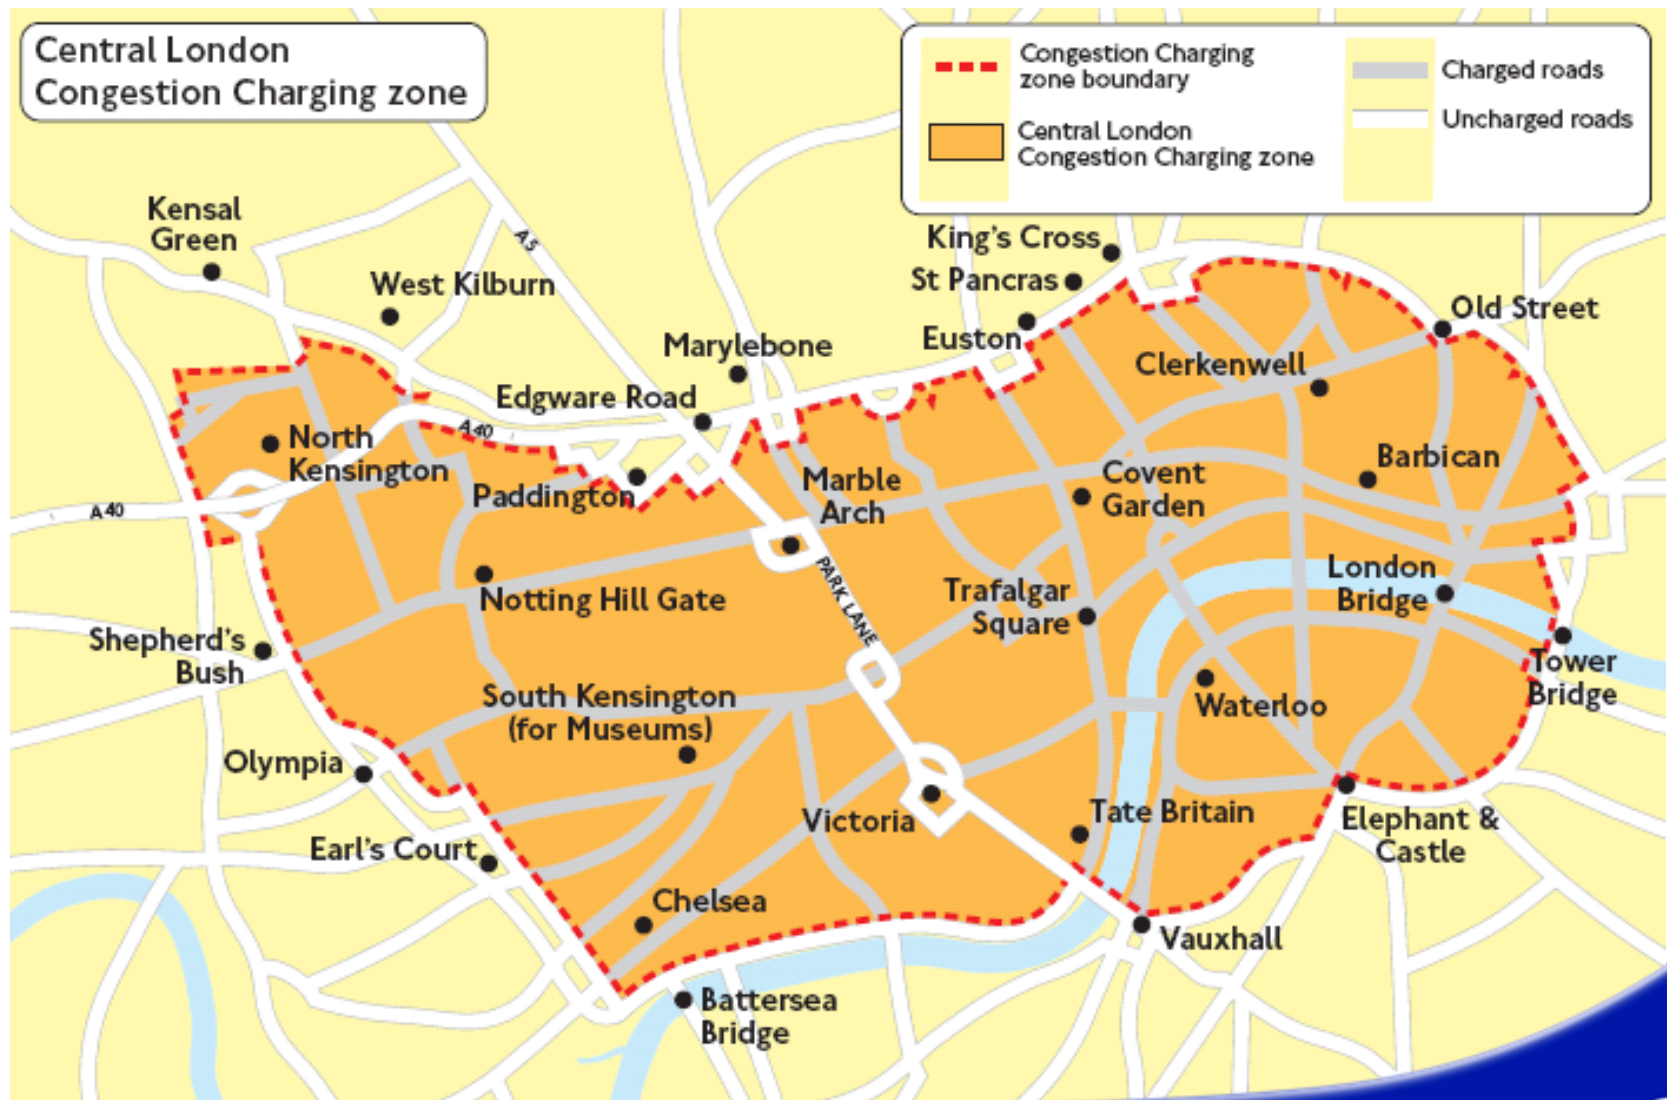 Central London
Congestion Charging zone
Congestion Charging
zone boundary
Central London
Congestion Charging zone
Charged roads
Uncharged roads
Kensal
Green
West Kilburn
A5
King's Cross
St Pancras
Euston
Old Street
Marylebone
Clerkenwell
Edgware Road
A40
North
Kensington
Paddington
Marble
Arch
Covent
Garden
Barbican
A40
PARK LANE
Notting Hill Gate
Trafalgar
Square
London
Bridge
Shepherd's
Bush
Tower
Bridge
South Kensington
(for Museums)
Waterloo
Olympia
Victoria
Tate Britain
Elephant &
Castle
Earl's Court
Chelsea
Vauxhall
Battersea
Bridge